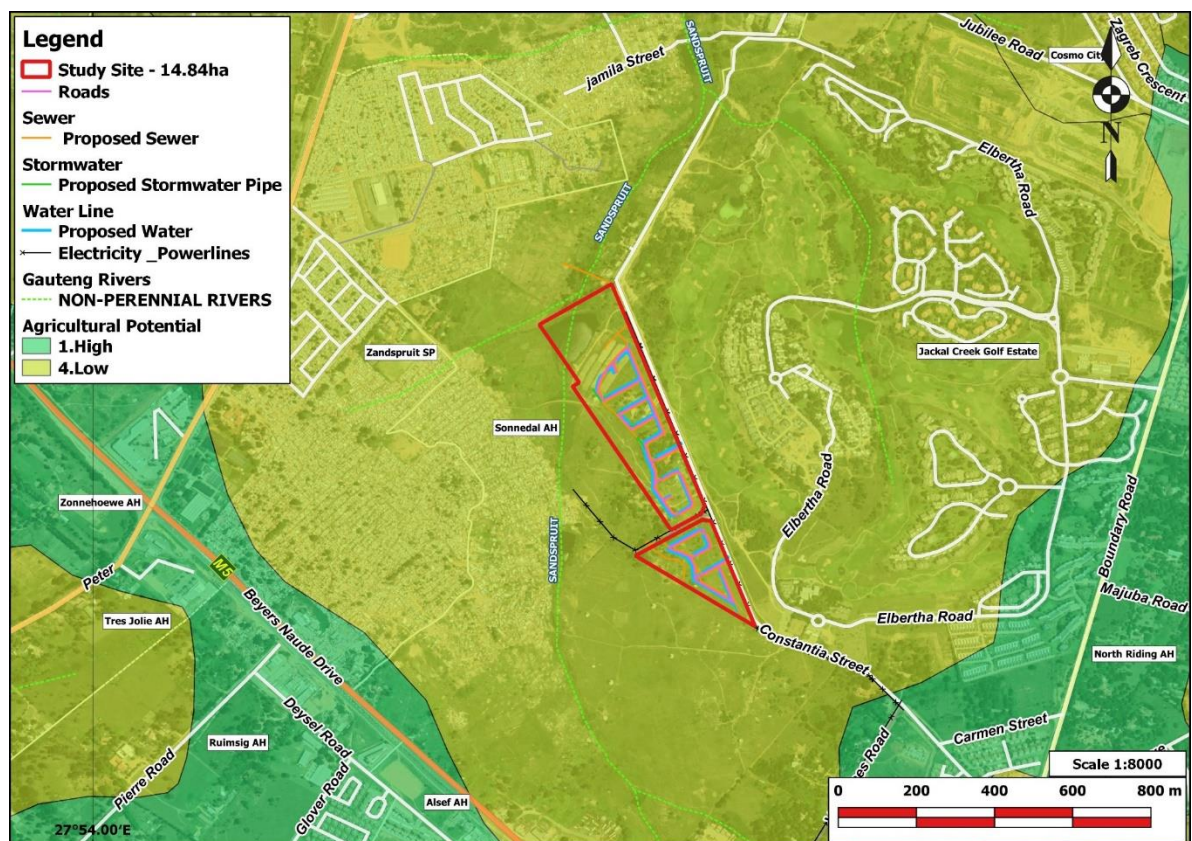 Legend
Study Site - 14.84ha
Roads
Sewer
Proposed Sewer
Stormwater
Proposed Stormwater Pipe
Water Line
Proposed Water
Electricity _Powerlines
Gauteng Rivers
NON-PERENNIAL RIVERS
Agricultural Potential
1.High
4.Low
jamila Street
SANDSPRUIT
Jubilee Road
Cosmo City
Zagreb Crescent
N
Elbertha Road
SANDSPRUIT
Zandspruit SP
Jackal Creek Golf Estate
Sonnedal AH
Elbertha Road
Boundary Road
Zonnehoewe AH
SANDSPRUIT
Peter
M5
Majuba Road
Tres Jolie AH
Beyers Naude Drive
Elbertha Road
Constantia Street
North Riding AH
Deysel Road
Ruimsig AH
Pierre Road
Carmen Street
es Road
Glover Road
Alsef AH
Scale 1:8000
0 200 400 600 800 m
27°54.00'E